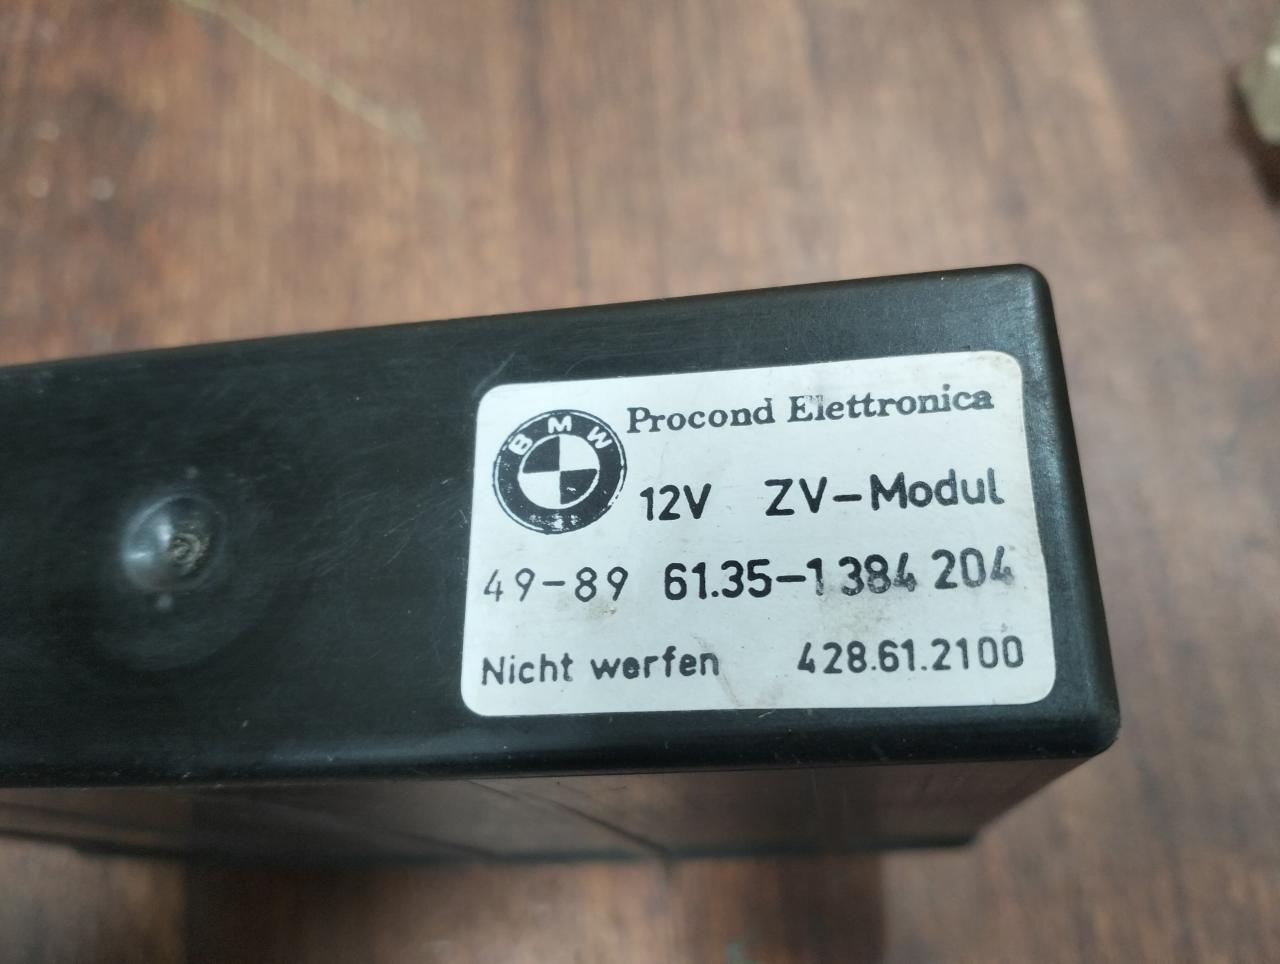 BMW
Procond Elettronica
12V ZV-Modul
49-89 61.35-1 384 204
Nicht werfen 428.61.2100